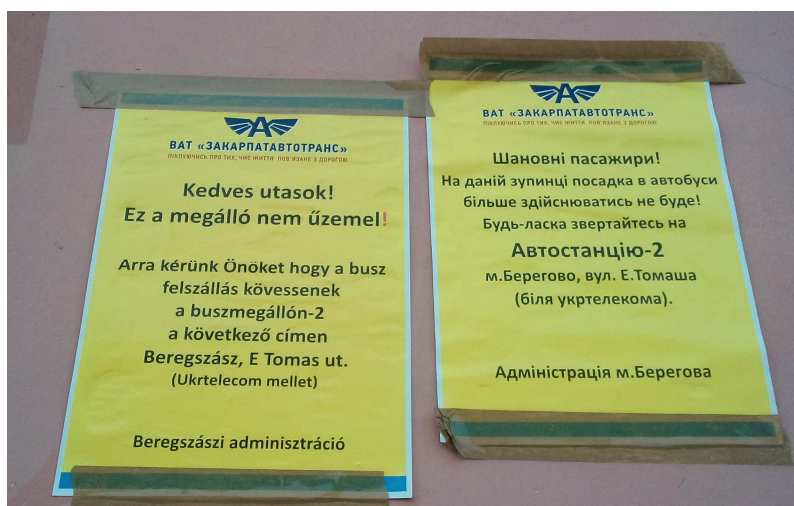 ВАТ «ЗАКАРПАТАВТОТРАНС»
ПІКЛУЮЧИСЬ ПРО ТИХ, ЧИЄ ЖИТТЯ ПОВ'ЯЗАНЕ З ДОРОГОЮ
Kedves utasok!
Ez a megálló nem űzemel!
Arra kérünk Önöket hogy a busz
felszállás kövessenek
a buszmegállón-2
a következő címen
Beregszász, E Tomas ut.
(Ukrtelecom mellet)
Beregszászi adminisztráció
ВАТ «ЗАКАРПАТАВТОТРАНС»
ПІКЛУЮЧИСЬ ПРО ТИХ, ЧИЄ ЖИТТЯ ПОВ'ЯЗАНЕ З ДОРОГОЮ
Шановні пасажири!
На даній зупинці посадка в автобуси
більше здійснюватись не буде!
Будь-ласка звертайтесь на
Автостанцію-2
м.Берегово, вул. Е.Томаша
(біля укртелекома).
Адміністрація м.Берегова